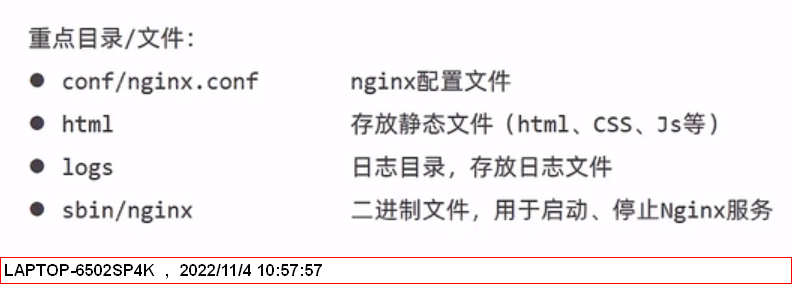 重点目录/文件：
● conf/nginx.conf nginx配置文件
● html 存放静态文件（html、CSS、Js等）
● logs 日志目录，存放日志文件
● sbin/nginx 二进制文件，用于启动、停止Nginx服务
LAPTOP-6502SP4K , 2022/11/4 10:57:57